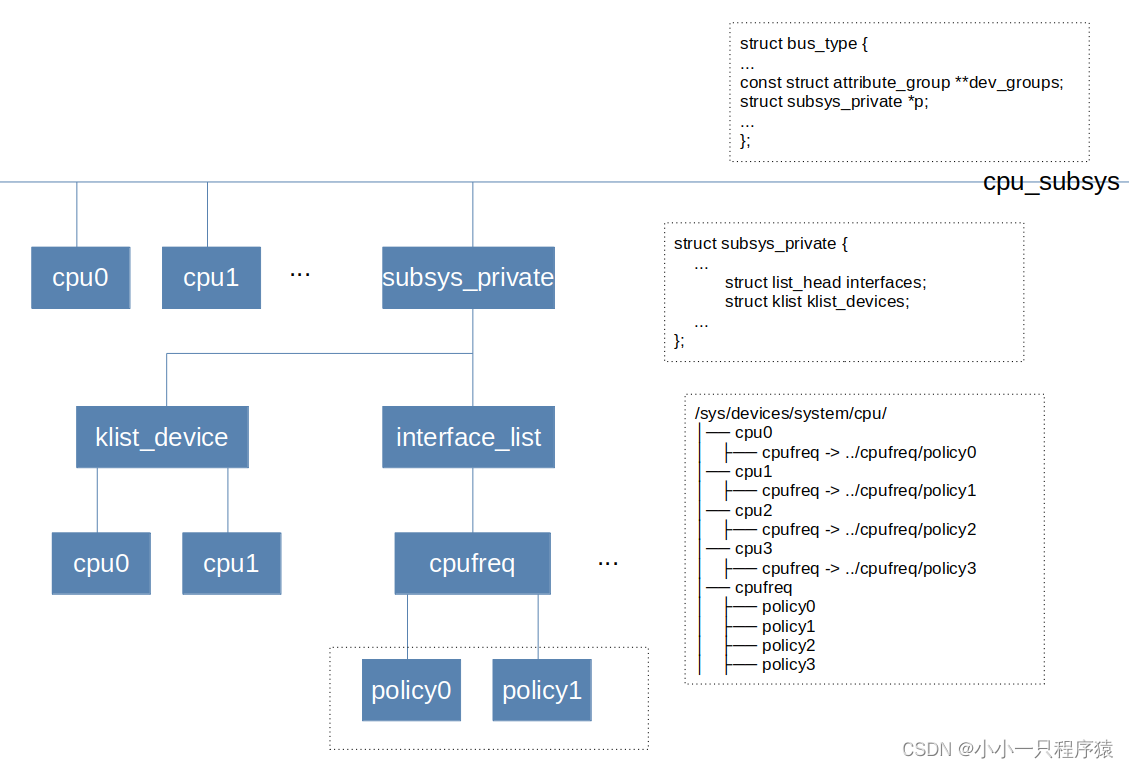 struct bus_type {
...
const struct attribute_group **dev_groups;
struct subsys_private *p;
...
};
cpu_subsys
cpu0
cpu1
...
subsys_private
struct subsys_private {
...
struct list_head interfaces;
struct klist klist_devices;
...
};
klist_device
interface_list
cpu0
cpu1
cpufreq
...
policy0
policy1
/sys/devices/system/cpu/
├── cpu0
│ ├── cpufreq -> ../cpufreq/policy0
├── cpu1
│ ├── cpufreq -> ../cpufreq/policy1
├── cpu2
│ ├── cpufreq -> ../cpufreq/policy2
├── cpu3
│ ├── cpufreq -> ../cpufreq/policy3
├── cpufreq
│ ├── policy0
│ ├── policy1
│ ├── policy2
│ ├── policy3
CSDN @小小一只程序猿